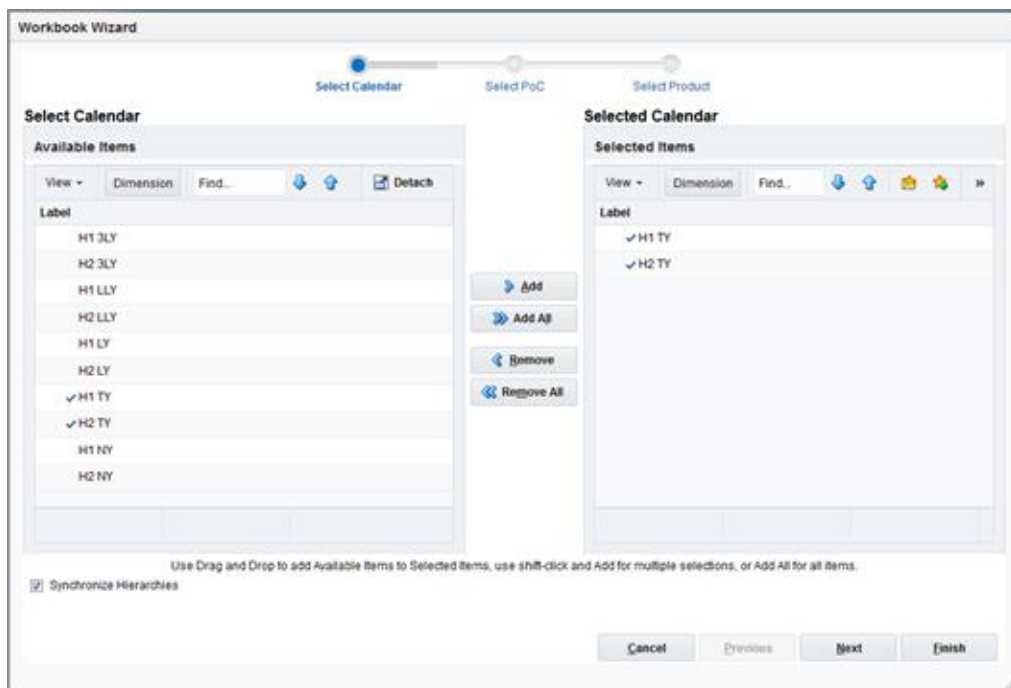 Workbook Wizard
Select Calendar
Select PoC
Select Product
Select Calendar
Available Items
View
Dimension
Find...
Detach
Label
H1 3LY
H2 3LY
H1 LLY
H2 LLY
H1 LY
H2 LY
H1 TY
H2 TY
H1 NY
H2 NY
Add
Add All
Remove
Remove All
Selected Calendar
Selected Items
View
Dimension
Find...
»
Label
H1 TY
H2 TY
Use Drag and Drop to add Available Items to Selected Items, use shift-click and Add for multiple selections, or Add All for all items.
Synchronize Hierarchies
Cancel
Previous
Next
Finish